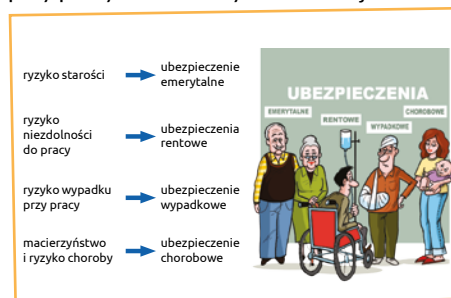 ryzyko starości
ubezpieczenie
emerytalne
ryzyko
niezdolności
do pracy
ubezpieczenia
rentowe
ryzyko wypadku
przy pracy
ubezpieczenie
wypadkowe
macierzyństwo
i ryzyko choroby
ubezpieczenie
chorobowe
UBEZPIECZENIA
EMERYTALNE
RENTOWE
WYPADKOWE
CHOROBOWE